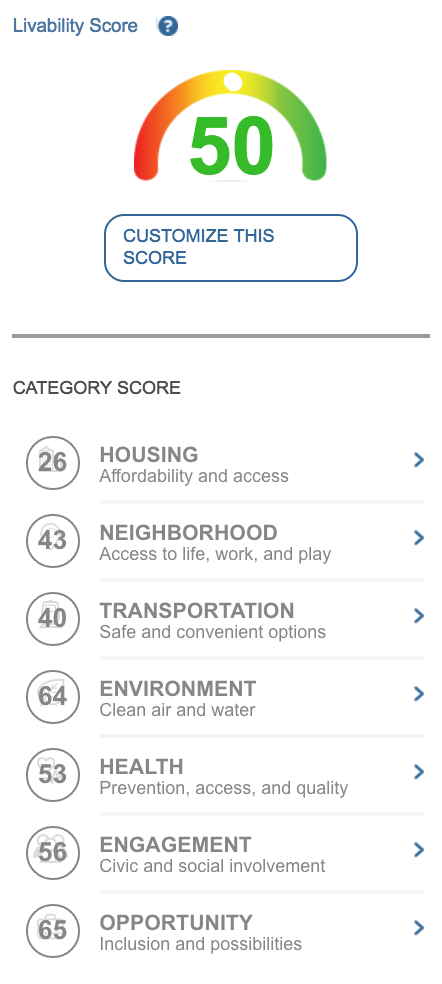 Livability Score ?
50
CUSTOMIZE THIS
SCORE
CATEGORY SCORE
26
HOUSING
Affordability and access
43
NEIGHBORHOOD
Access to life, work, and play
40
TRANSPORTATION
Safe and convenient options
64
ENVIRONMENT
Clean air and water
53
HEALTH
Prevention, access, and quality
56
ENGAGEMENT
Civic and social involvement
65
OPPORTUNITY
Inclusion and possibilities